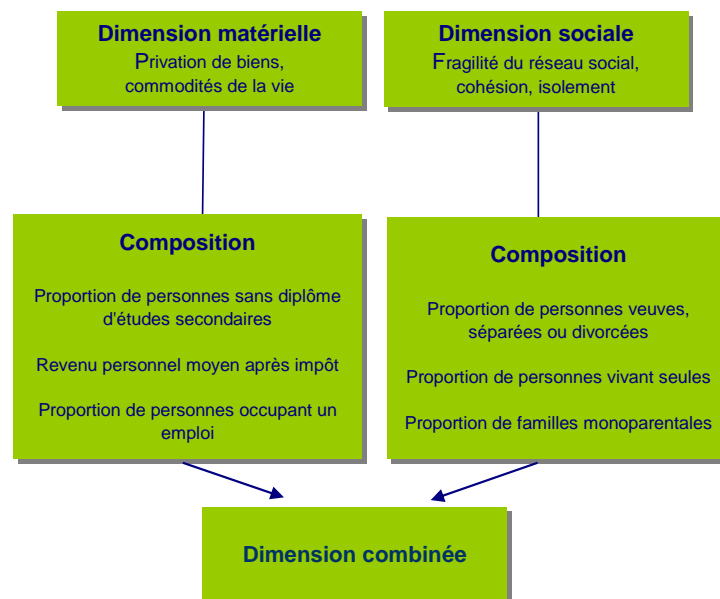 Dimension matérielle
Privation de biens,
commodités de la vie
Dimension sociale
Fragilité du réseau social,
cohésion, isolement
Composition
Proportion de personnes sans diplôme
d'études secondaires
Revenu personnel moyen après impôt
Proportion de personnes occupant un
emploi
Composition
Proportion de personnes veuves,
séparées ou divorcées
Proportion de personnes vivant seules
Proportion de familles monoparentales
Dimension combinée